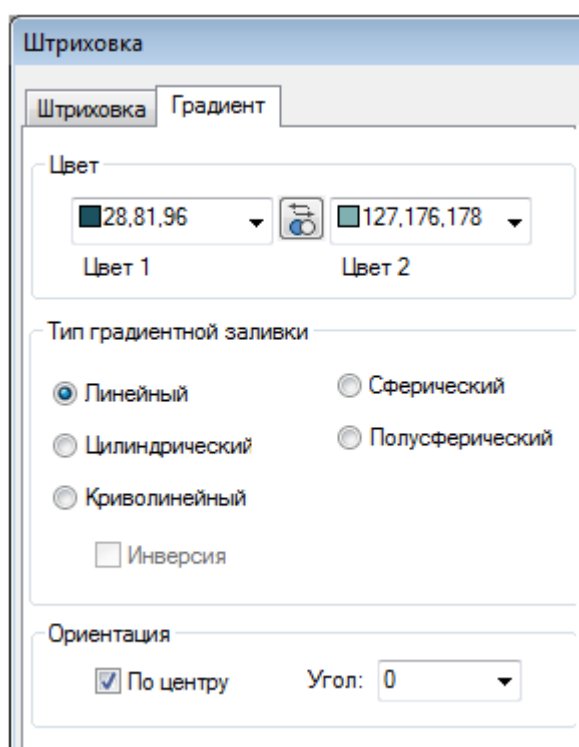 Штриховка
Штриховка Градиент
Цвет
28,81,96 127,176,178
Цвет 1 Цвет 2
Тип градиентной заливки
Линейный Сферический
Цилиндрический Полусферический
Криволинейный
Инверсия
Ориентация
По центру Угол: 0